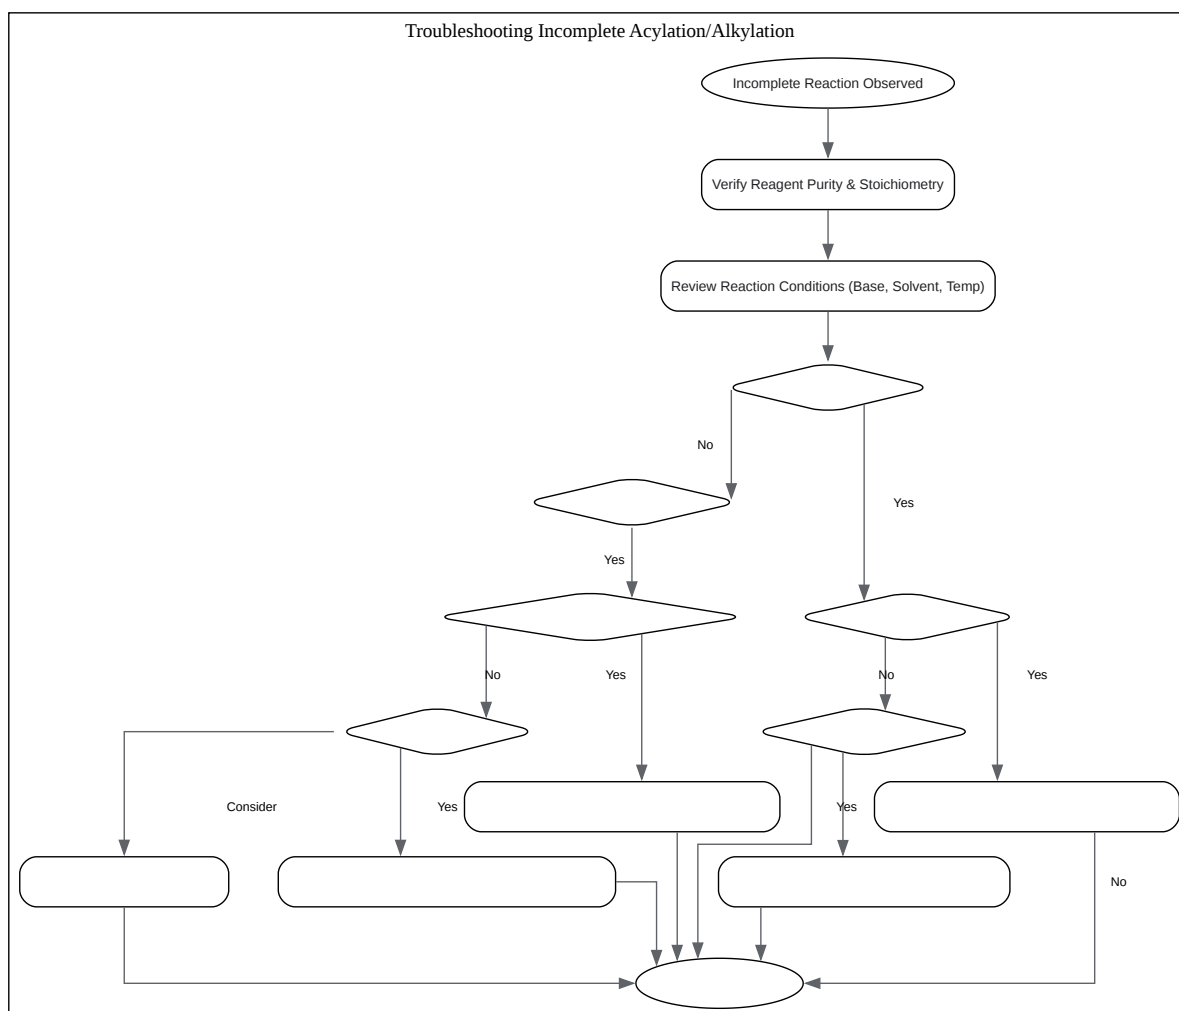 Troubleshooting Incomplete Acylation/Alkylation
Incomplete Reaction Observed
Verify Reagent Purity & Stoichiometry
Review Reaction Conditions (Base, Solvent, Temp)
No
Yes
Yes
No
Yes
No
Yes
Consider
Yes
Yes
No